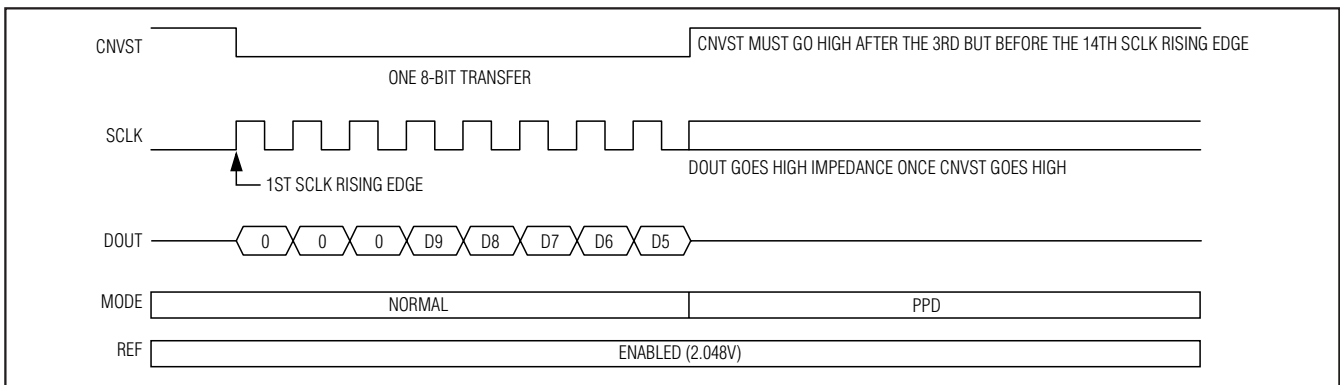 CNVST
CNVST MUST GO HIGH AFTER THE 3RD BUT BEFORE THE 14TH SCLK RISING EDGE
ONE 8-BIT TRANSFER
SCLK
DOUT GOES HIGH IMPEDANCE ONCE CNVST GOES HIGH
1ST SCLK RISING EDGE
DOUT 0 0 0 D9 D8 D7 D6 D5
MODE NORMAL PPD
REF ENABLED (2.048V)